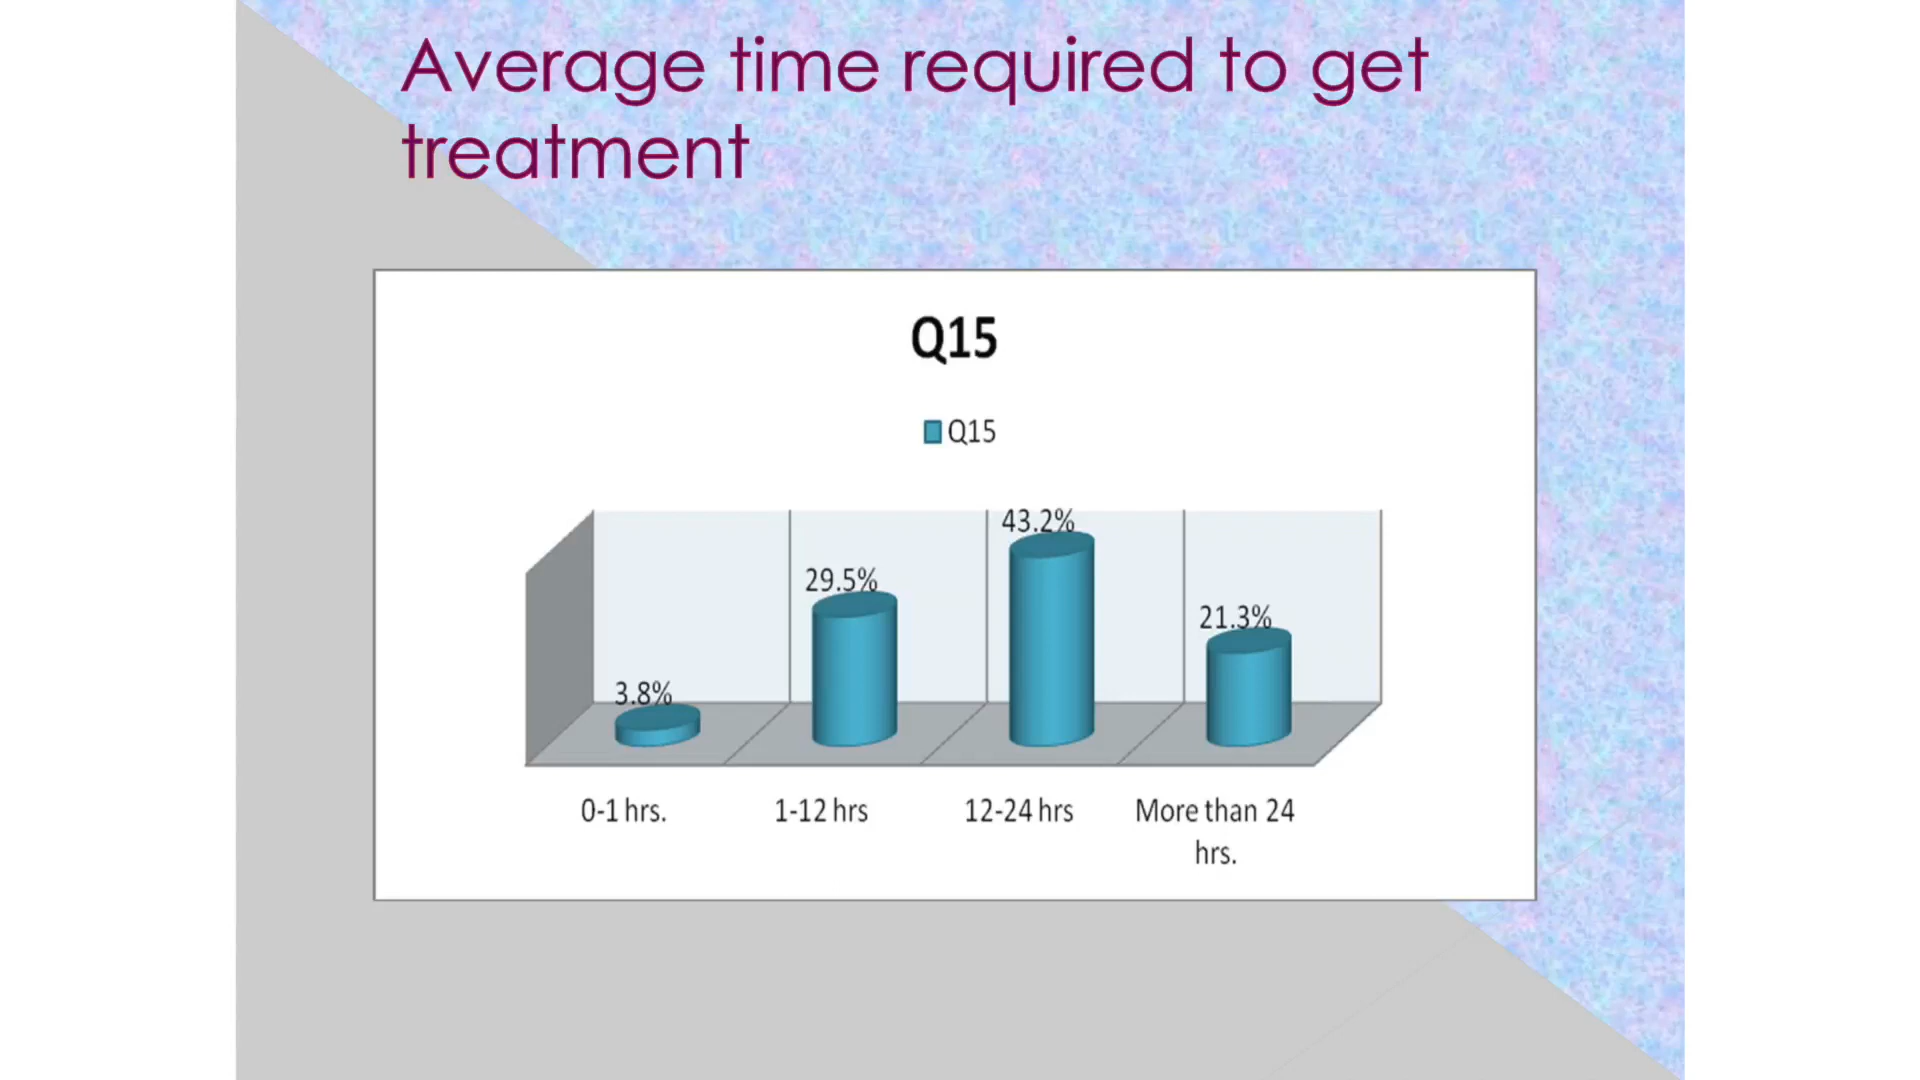 Average time required to get
treatment
Q15
Q15
43.2%
29.5%
21.3%
3.8%
0-1 hrs.
1-12 hrs
12-24 hrs
More than 24
hrs.